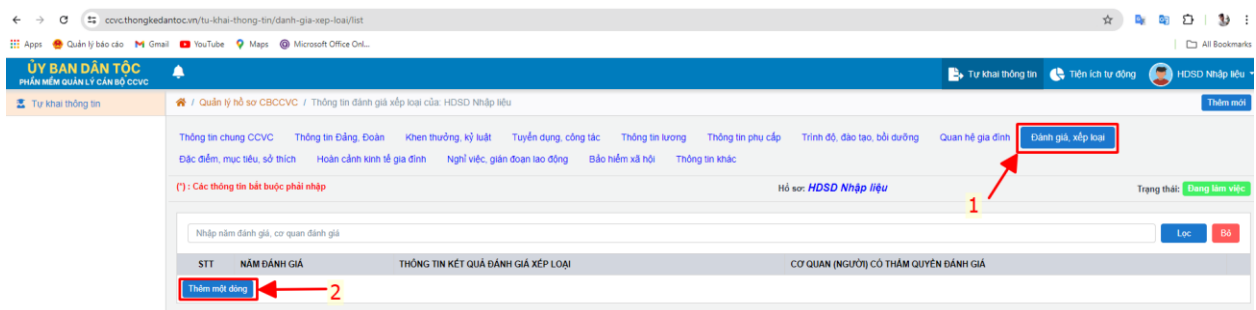 ccvc.thongkedantoc.vn/tu-khai-thong-tin/danh-gia-xep-loai/list
Apps Quản lý báo cáo Gmail YouTube Maps Microsoft Office Onl... All Bookmarks
ỦY BAN DÂN TỘC
PHẦN MỀM QUẢN LÝ CÁN BỘ CCVC
Tự khai thông tin Tiện ích tự động HDSD Nhập liệu
Tự khai thông tin
/ Quản lý hồ sơ CBCCVC / Thông tin đánh giá xếp loại của: HDSD Nhập liệu Thêm mới
Thông tin chung CCVC Thông tin Đảng, Đoàn Khen thưởng, kỷ luật Tuyển dụng, công tác Thông tin lương Thông tin phụ cấp Trình độ, đào tạo, bồi dưỡng Quan hệ gia đình Đánh giá, xếp loại
Đặc điểm, mục tiêu, sở thích Hoàn cảnh kinh tế gia đình Nghỉ việc, gián đoạn lao động Bảo hiểm xã hội Thông tin khác
(*) : Các thông tin bắt buộc phải nhập Hồ sơ: HDSD Nhập liệu Trạng thái: Đang làm việc
1
Nhập năm đánh giá, cơ quan đánh giá Lọc Bỏ
STT NĂM ĐÁNH GIÁ THÔNG TIN KẾT QUẢ ĐÁNH GIÁ XẾP LOẠI CƠ QUAN (NGƯỜI) CÓ THẨM QUYỀN ĐÁNH GIÁ
Thêm một dòng 2